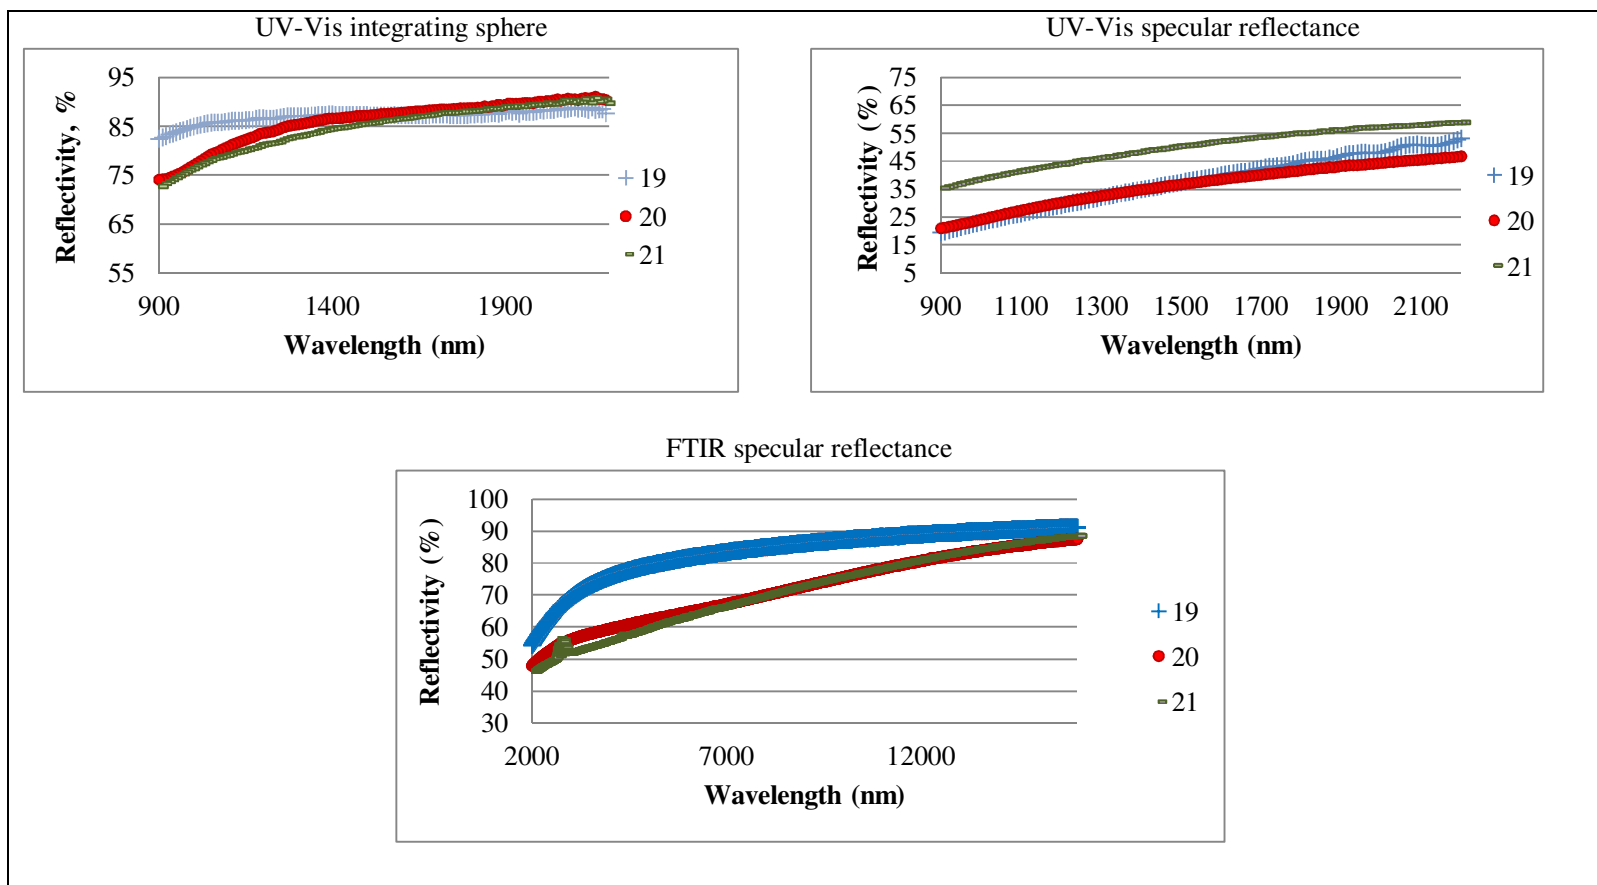 UV-Vis integrating sphere
Reflectivity, %
95
85
75
65
55
900 1400 1900
Wavelength (nm)
19
20
21
UV-Vis specular reflectance
Reflectivity (%)
75
65
55
45
35
25
15
5
900 1100 1300 1500 1700 1900 2100
Wavelength (nm)
19
20
21
FTIR specular reflectance
Reflectivity (%)
100
90
80
70
60
50
40
30
2000 7000 12000
Wavelength (nm)
19
20
21